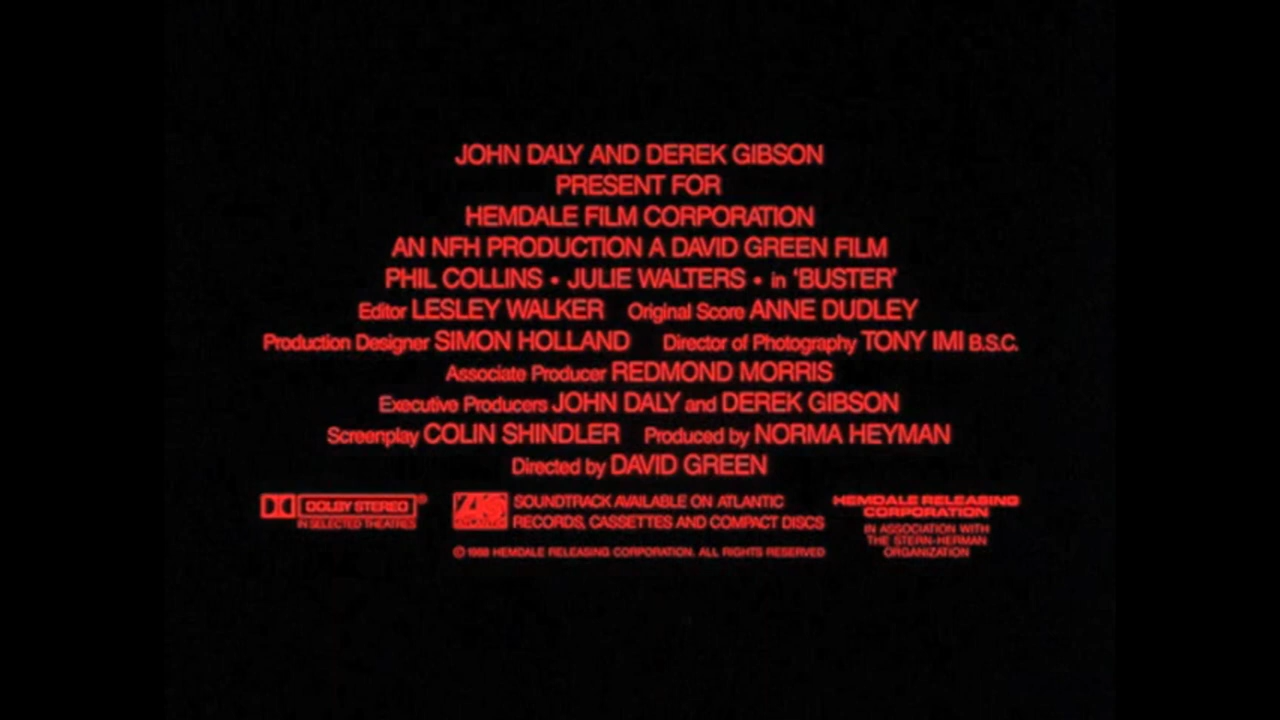 JOHN DALY AND DEREK GIBSON
PRESENT FOR
HEMDALE FILM CORPORATION
AN NFH PRODUCTION A DAVID GREEN FILM
PHIL COLLINS • JULIE WALTERS • in ‘BUSTER’
Editor LESLEY WALKER Original Score ANNE DUDLEY
Production Designer SIMON HOLLAND Director of Photography TONY IMI B.S.C.
Associate Producer REDMOND MORRIS
Executive Producers JOHN DALY and DEREK GIBSON
Screenplay COLIN SHINDLER Produced by NORMA HEYMAN
Directed by DAVID GREEN
DOLBY STEREO®
IN SELECTED THEATRES
ATLANTIC
SOUNDTRACK AVAILABLE ON ATLANTIC
RECORDS, CASSETTES AND COMPACT DISCS
© 1988 HEMDALE RELEASING CORPORATION. ALL RIGHTS RESERVED
HEMDALE RELEASING
CORPORATION
IN ASSOCIATION WITH
THE STERN-HERMAN
ORGANIZATION